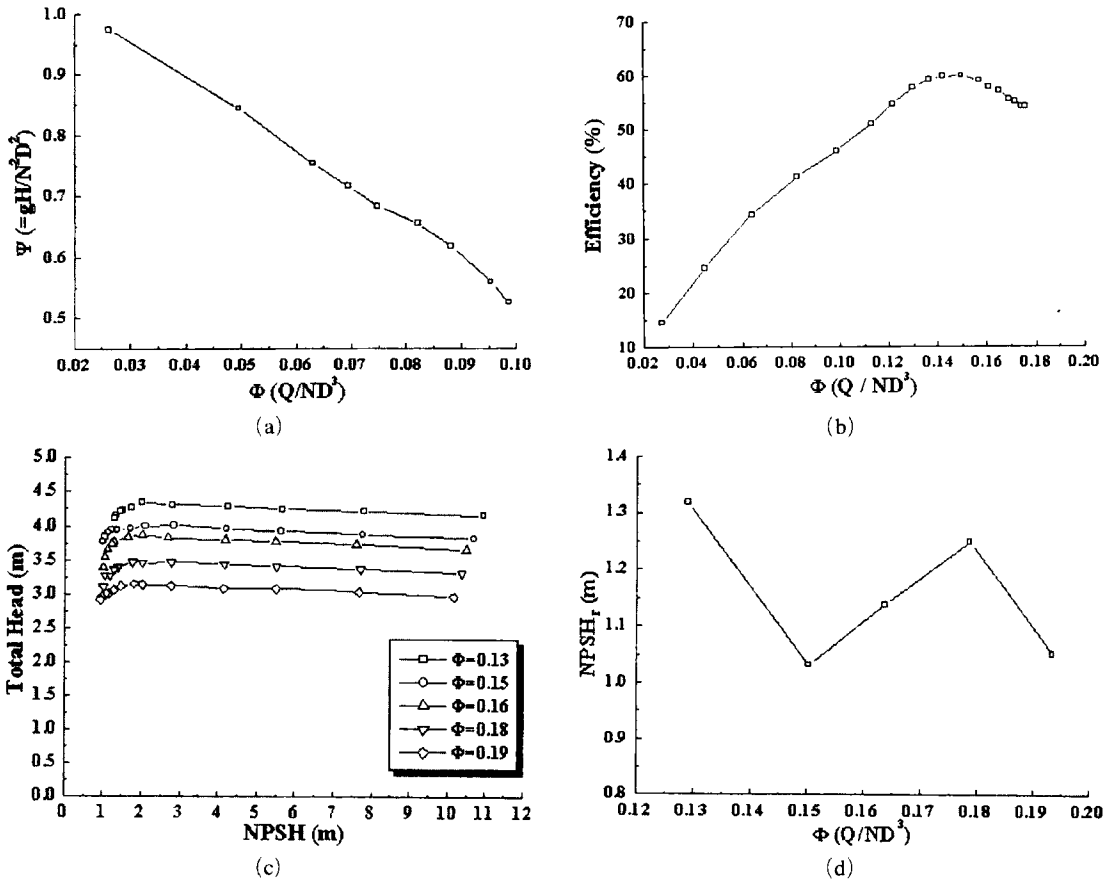 1.0
0.9
0.8
0.7
0.6
0.5
Ψ (=gH/N²D²)
0.02 0.03 0.04 0.05 0.06 0.07 0.08 0.09 0.10
Φ (Q/ND³)
(a)
70
60
50
40
30
20
10
Efficiency (%)
0.02 0.04 0.06 0.08 0.10 0.12 0.14 0.16 0.18 0.20
Φ (Q / ND³)
(b)
5.0
4.5
4.0
3.5
3.0
2.5
2.0
1.5
1.0
0.5
0.0
Total Head (m)
Φ=0.13
Φ=0.15
Φ=0.16
Φ=0.18
Φ=0.19
0 1 2 3 4 5 6 7 8 9 10 11 12
NPSH (m)
(c)
1.4
1.3
1.2
1.1
1.0
0.9
0.8
NPSHᵣ (m)
0.12 0.13 0.14 0.15 0.16 0.17 0.18 0.19 0.20
Φ (Q/ND³)
(d)